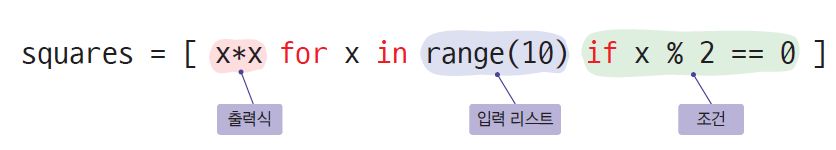 squares = [ x*x for x in range(10) if x % 2 == 0 ]
출력식 입력 리스트 조건